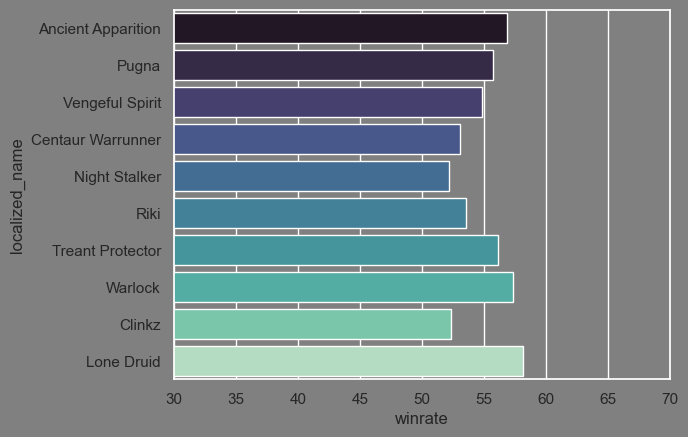 Ancient Apparition
Pugna
Vengeful Spirit
Centaur Warrunner
Night Stalker
Riki
Treant Protector
Warlock
Clinkz
Lone Druid
localized_name
30 35 40 45 50 55 60 65 70
winrate